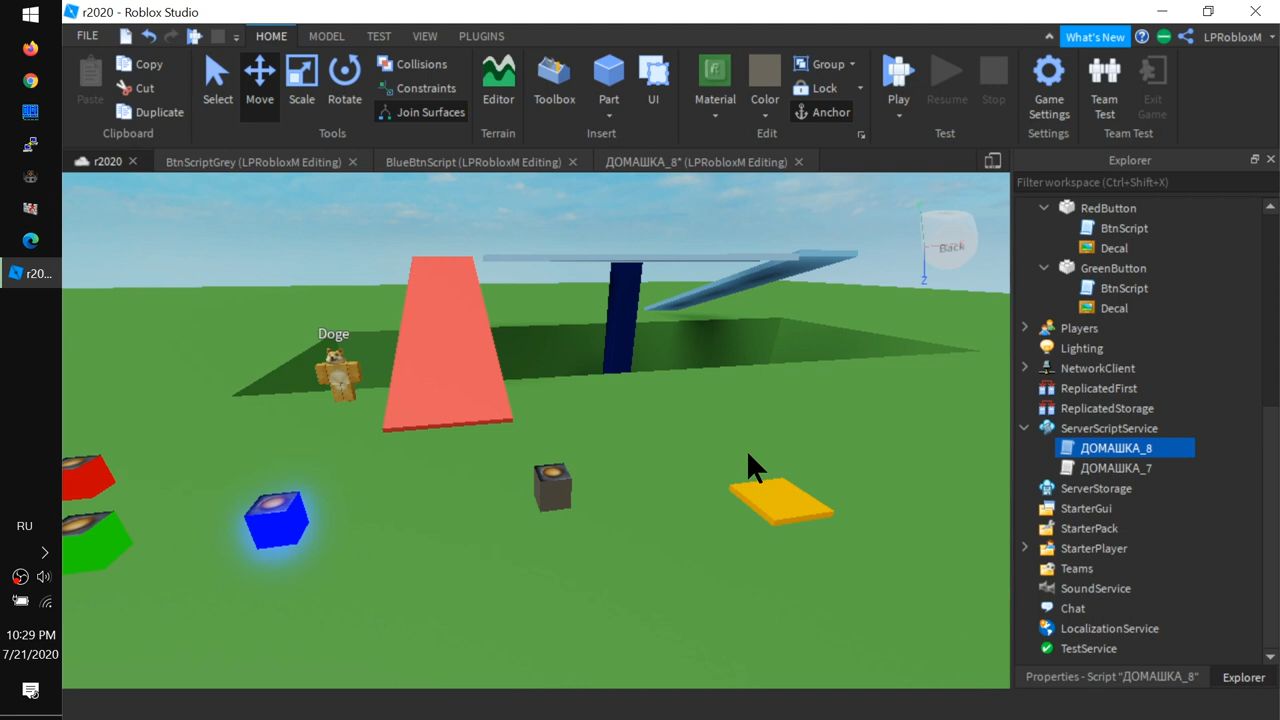 r2020 - Roblox Studio
FILE
HOME
MODEL
TEST
VIEW
PLUGINS
What's New
LPRobloxM
Paste
Copy
Cut
Duplicate
Clipboard
Select
Move
Scale
Rotate
Collisions
Constraints
Join Surfaces
Tools
Editor
Terrain
Toolbox
Part
UI
Insert
Material
Color
Group
Lock
Anchor
Edit
Play
Resume
Stop
Test
Game
Settings
Settings
Team
Test
Exit
Game
Team Test
r2020
BtnScriptGrey (LPRobloxM Editing)
BlueBtnScript (LPRobloxM Editing)
ДОМАШКА_8* (LPRobloxM Editing)
Explorer
Filter workspace (Ctrl+Shift+X)
RedButton
BtnScript
Decal
GreenButton
BtnScript
Decal
Players
Lighting
NetworkClient
ReplicatedFirst
ReplicatedStorage
ServerScriptService
ДОМАШКА_8
ДОМАШКА_7
ServerStorage
StarterGui
StarterPack
StarterPlayer
Teams
SoundService
Chat
LocalizationService
TestService
Properties - Script "ДОМАШКА_8"
Explorer
Back
Z
Doge
r20...
RU
10:29 PM
7/21/2020